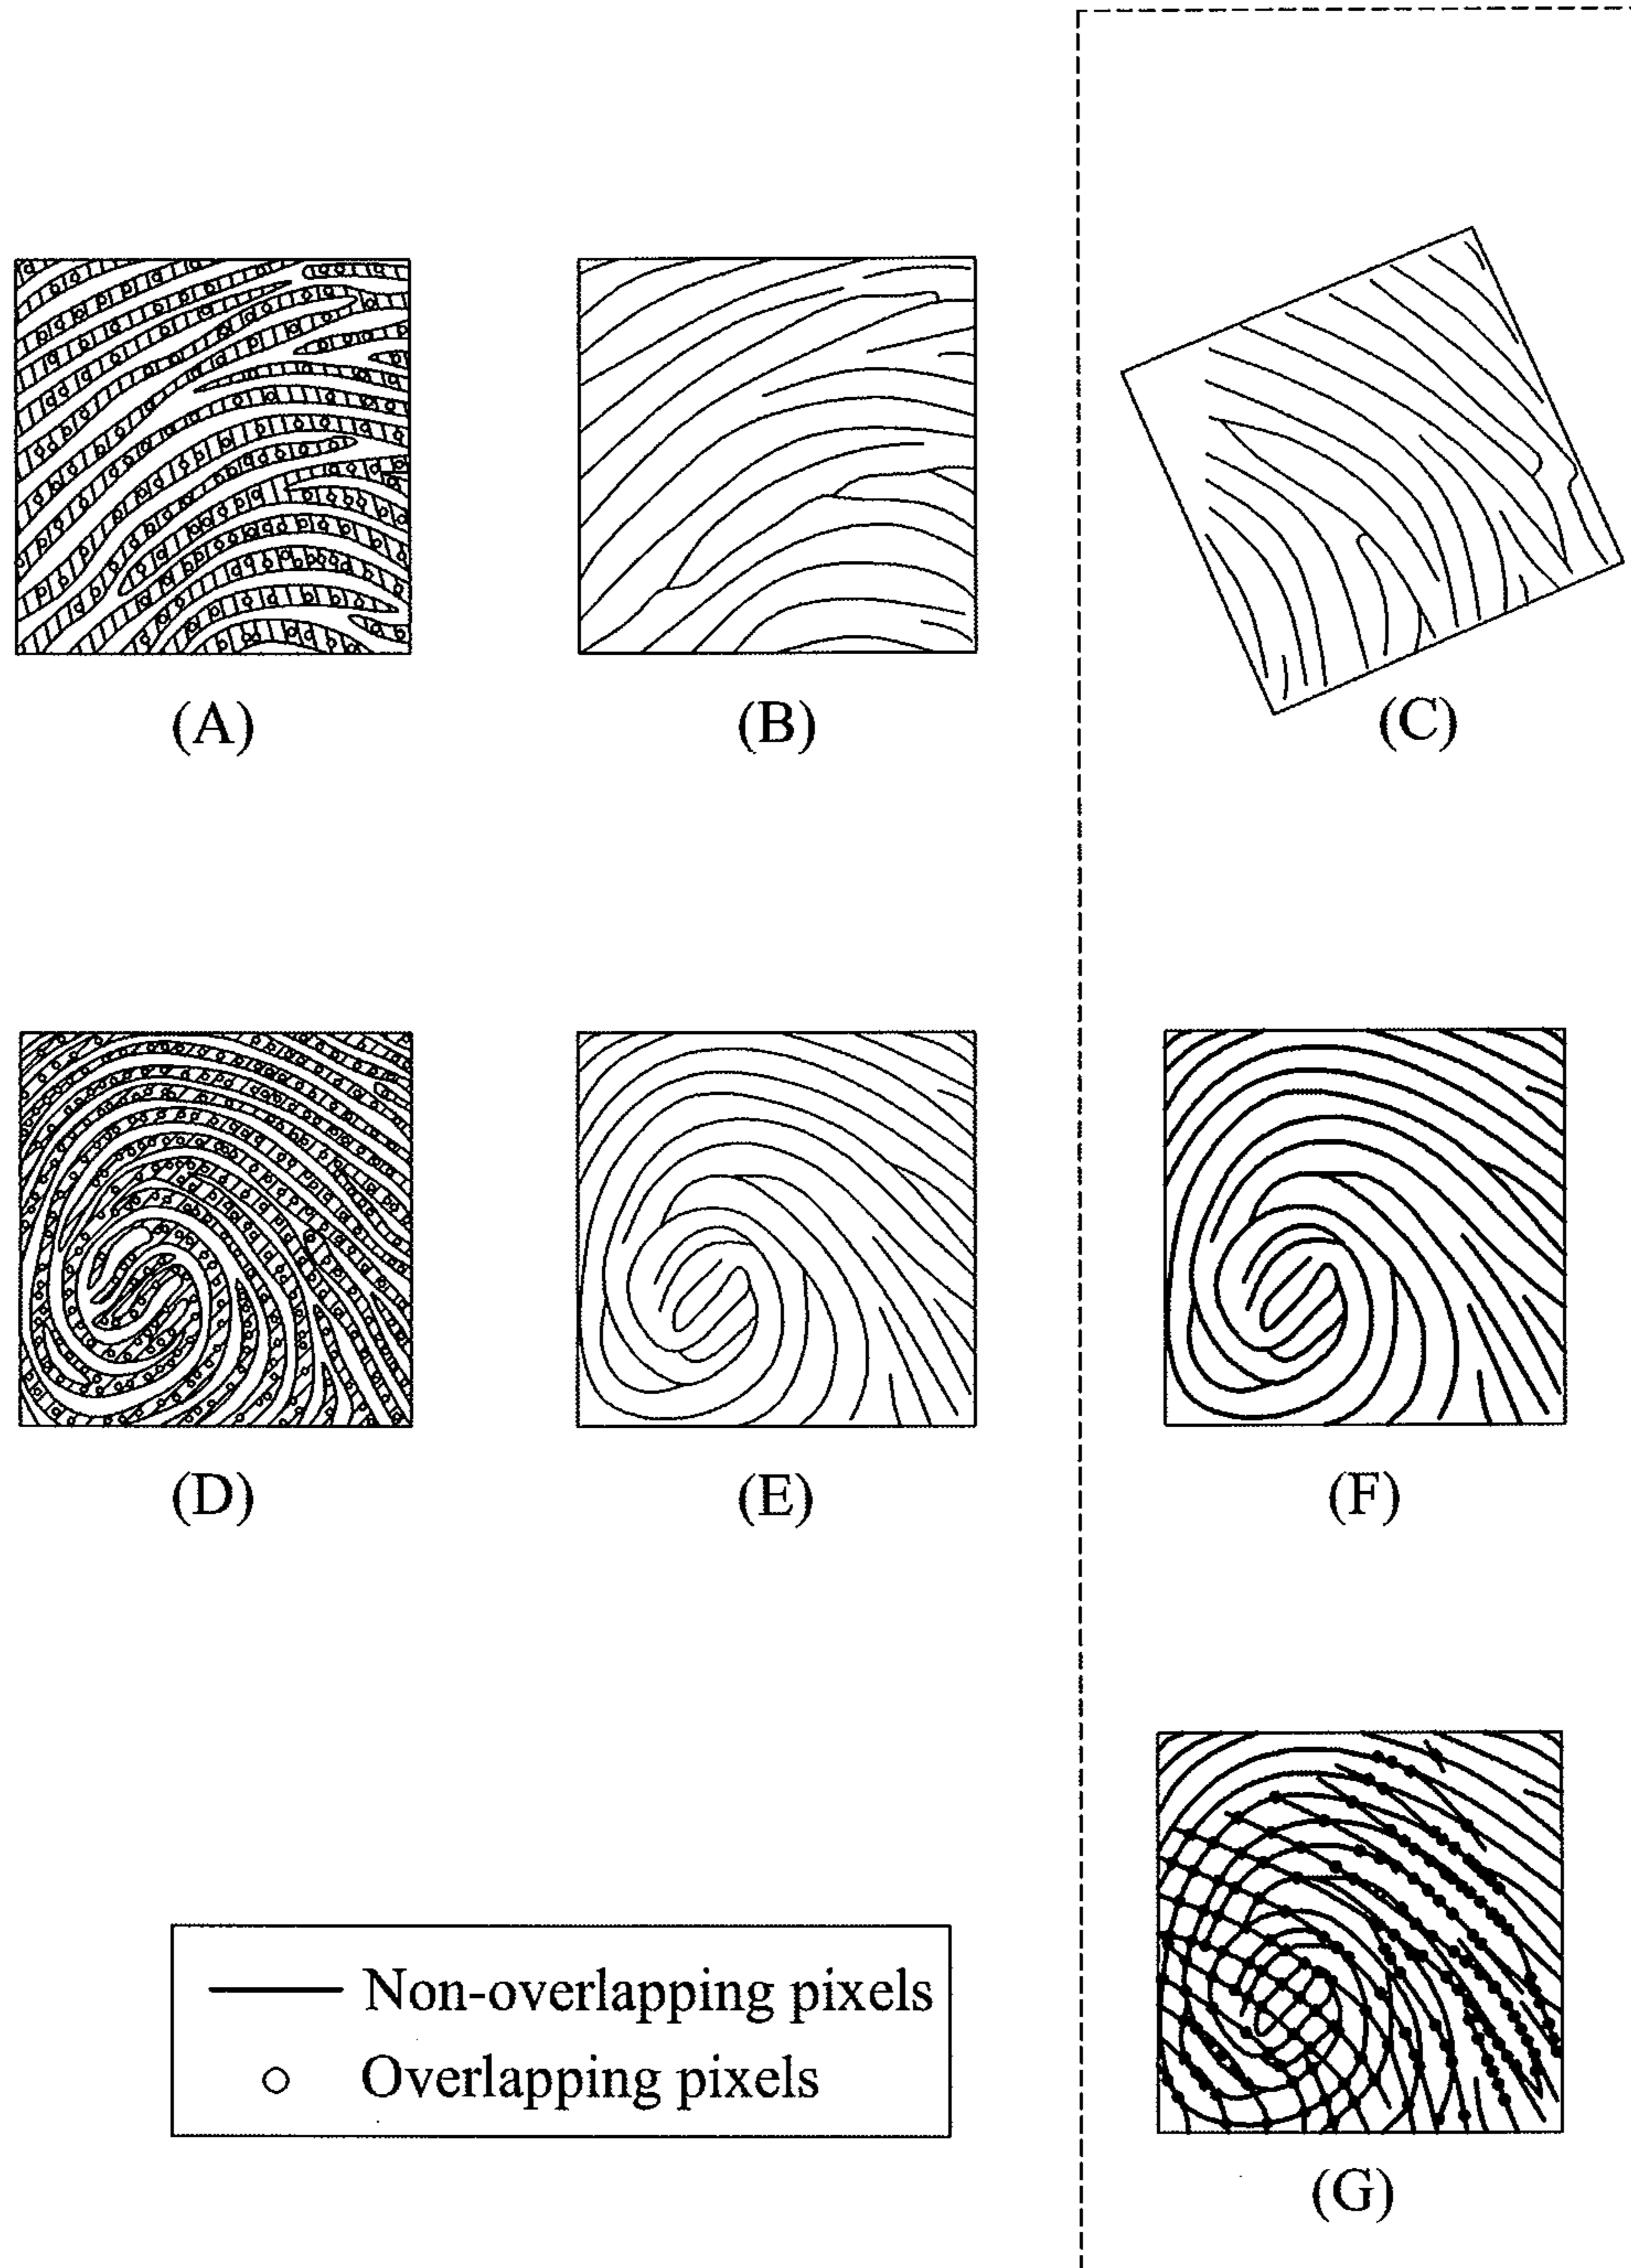 (A)
(B)
(C)
(D)
(E)
(F)
Non-overlapping pixels
Overlapping pixels
(G)